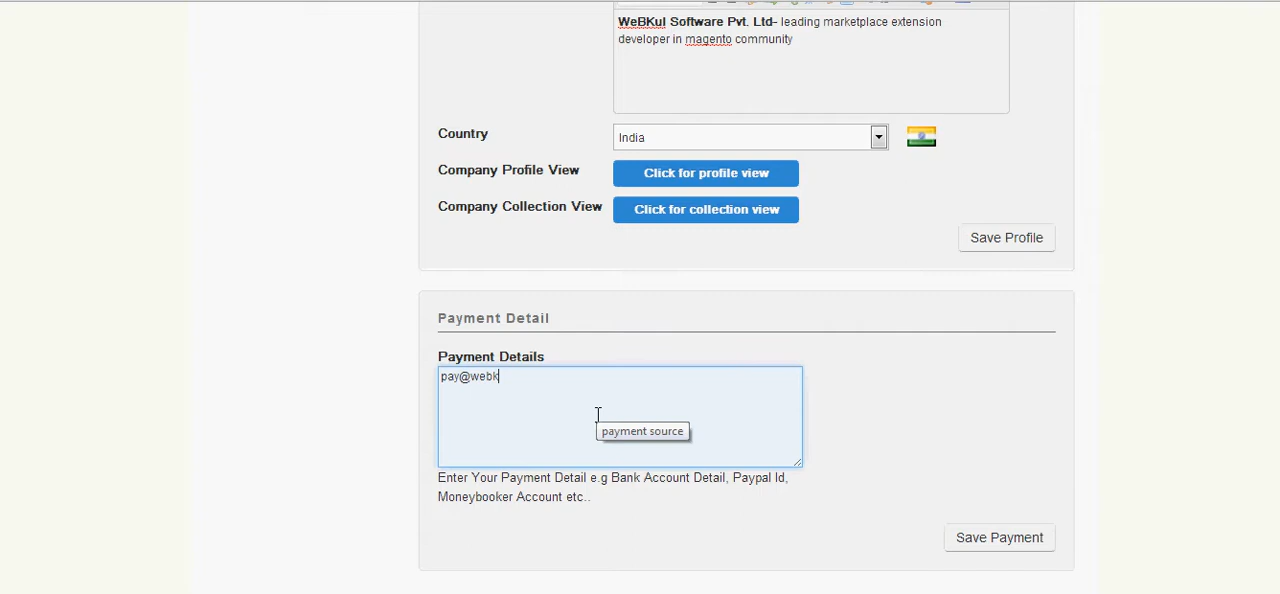 WeBKul Software Pvt. Ltd- leading marketplace extension
developer in magento community
Country
India
Company Profile View
Click for profile view
Company Collection View
Click for collection view
Save Profile
Payment Detail
Payment Details
pay@webk
payment source
Enter Your Payment Detail e.g Bank Account Detail, Paypal Id,
Moneybooker Account etc..
Save Payment